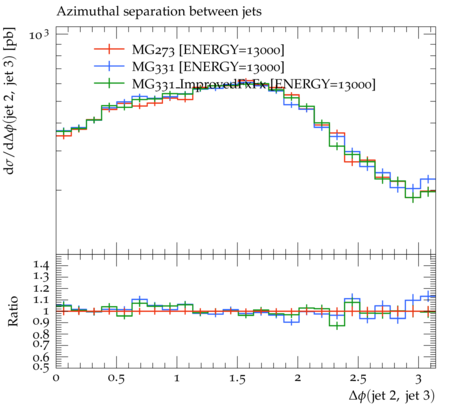 Azimuthal separation between jets
10³
dσ/dΔϕ(jet 2, jet 3) [pb]
MG273 [ENERGY=13000]
MG331 [ENERGY=13000]
MG331_ImprovedFxFx [ENERGY=13000]
Ratio
1.4
1.3
1.2
1.1
1
0.9
0.8
0.7
0.6
0.5
0 0.5 1 1.5 2 2.5 3
Δϕ(jet 2, jet 3)